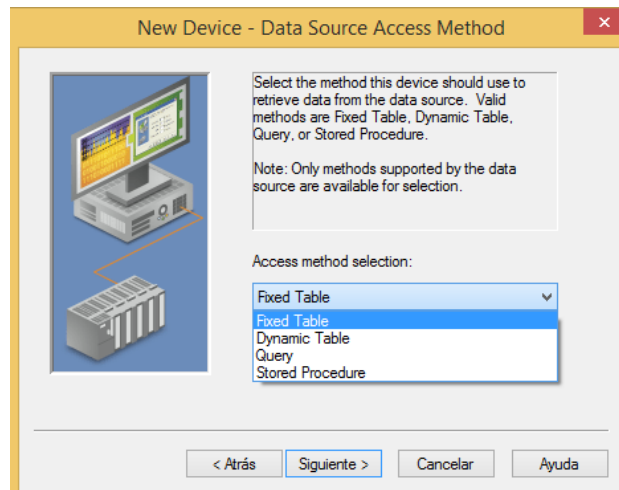 New Device - Data Source Access Method
Select the method this device should use to
retrieve data from the data source.  Valid
methods are Fixed Table, Dynamic Table,
Query, or Stored Procedure.
Note: Only methods supported by the data
source are available for selection.
Access method selection:
Fixed Table
Fixed Table
Dynamic Table
Query
Stored Procedure
< Atrás
Siguiente >
Cancelar
Ayuda